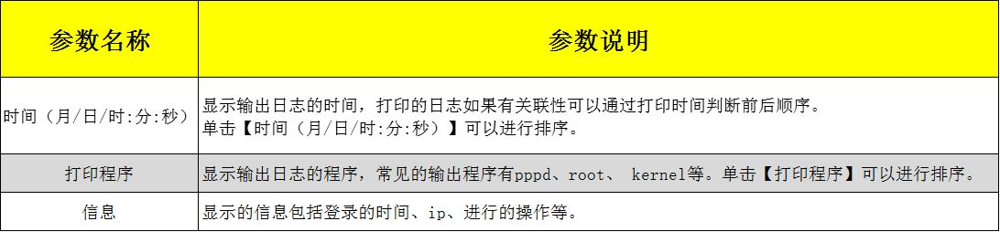 参数名称
参数说明
时间（月/日/时:分:秒）
显示输出日志的时间，打印的日志如果有关联性可以通过打印时间判断前后顺序。
单击【时间（月/日/时:分:秒）】可以进行排序。
打印程序
显示输出日志的程序，常见的输出程序有pppd、root、 kernel等。单击【打印程序】可以进行排序。
信息
显示的信息包括登录的时间、ip、进行的操作等。